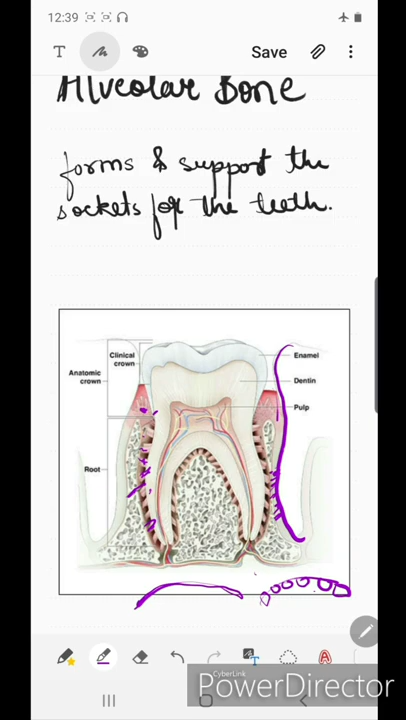 12:39
T
Save
Alveolar Bone
forms & support the
sockets for the teeth.
Clinical
crown
Anatomic
crown
Root
Enamel
Dentin
Pulp
T
A
CyberLink
PowerDirector